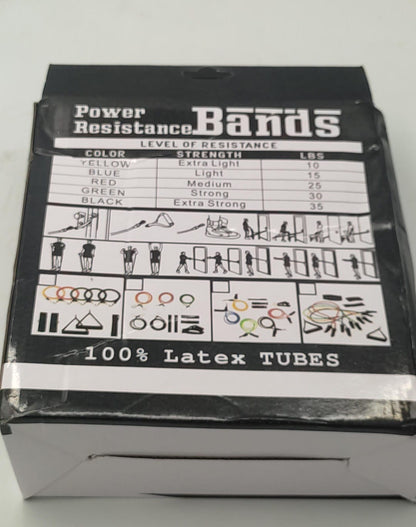 Power
Resistance Bands
LEVEL OF RESISTANCE
COLOR STRENGTH LBS
YELLOW Extra Light 10
BLUE Light 15
RED Medium 25
GREEN Strong 30
BLACK Extra Strong 35
100% Latex TUBES